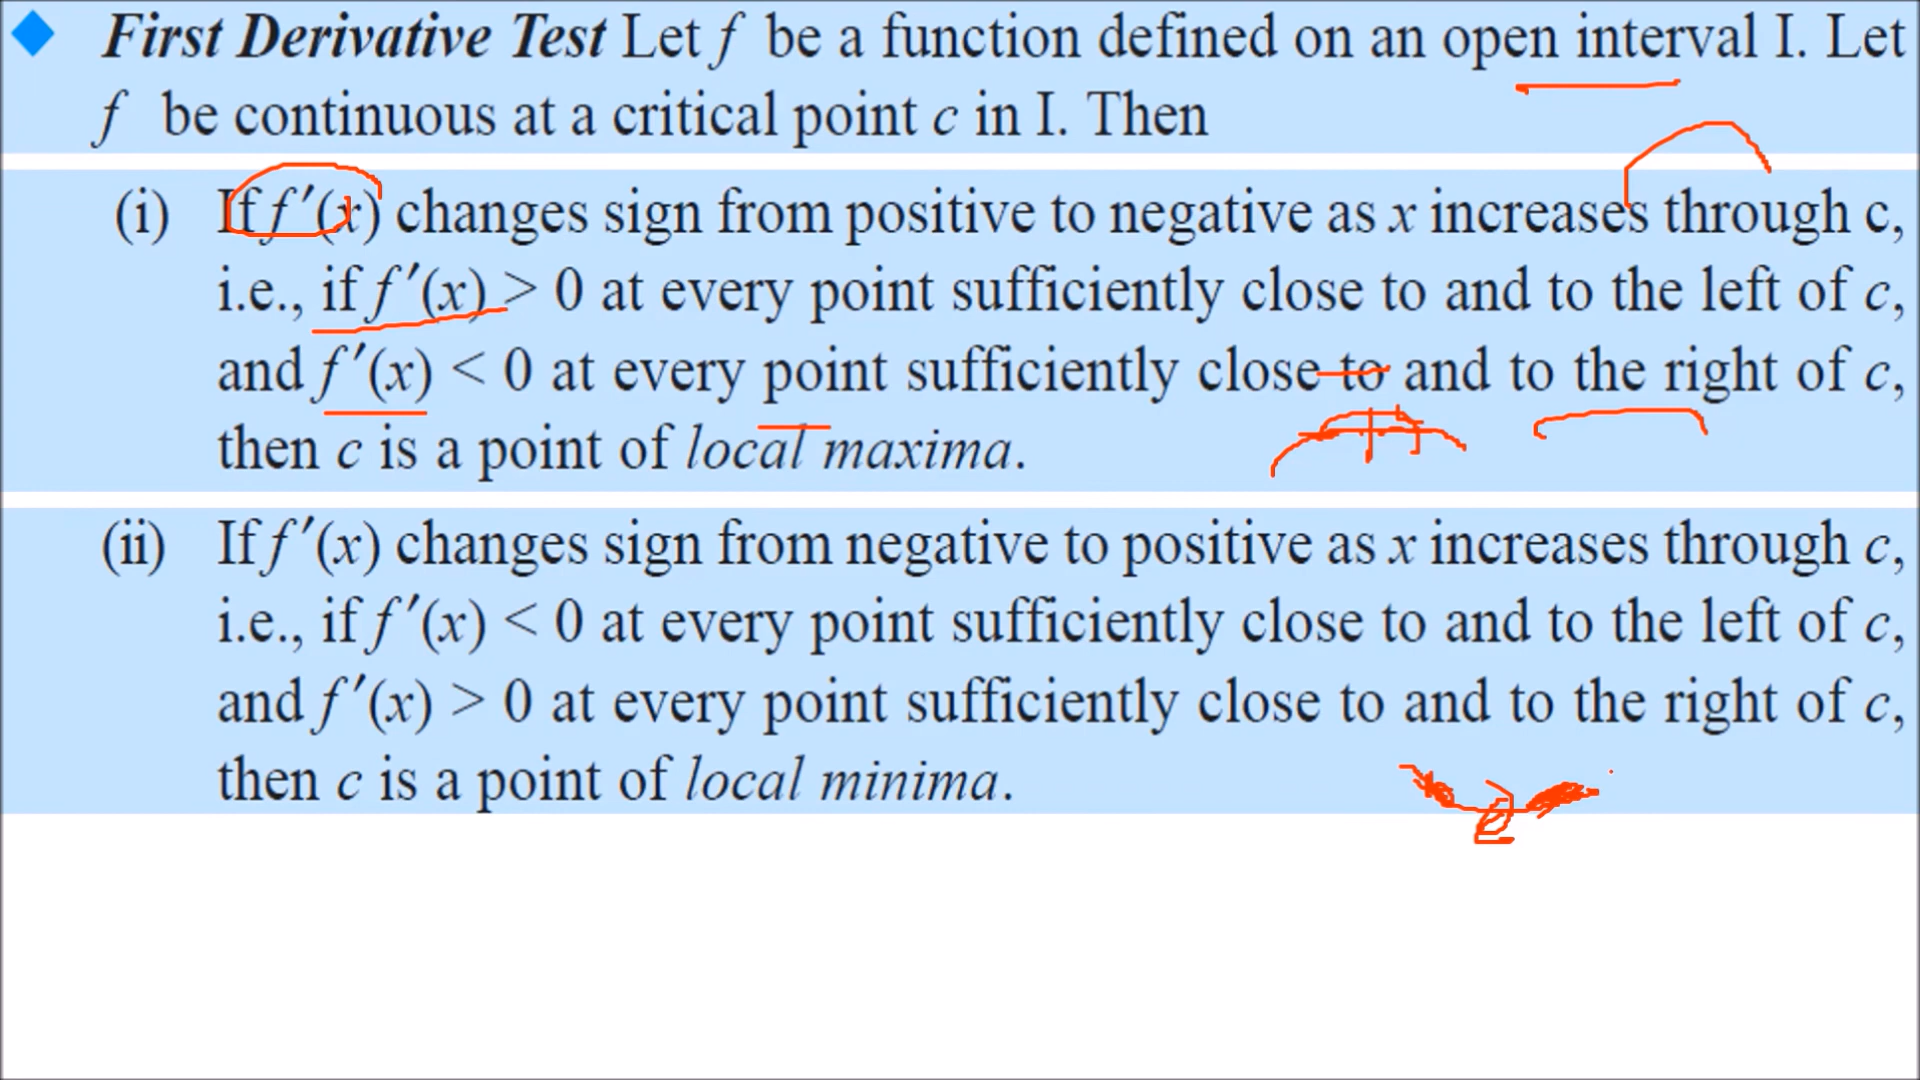 First Derivative Test Let f be a function defined on an open interval I. Let
f be continuous at a critical point c in I. Then
(i) If f′(x) changes sign from positive to negative as x increases through c,
i.e., if f′(x) > 0 at every point sufficiently close to and to the left of c,
and f′(x) < 0 at every point sufficiently close to and to the right of c,
then c is a point of local maxima.
(ii) If f′(x) changes sign from negative to positive as x increases through c,
i.e., if f′(x) < 0 at every point sufficiently close to and to the left of c,
and f′(x) > 0 at every point sufficiently close to and to the right of c,
then c is a point of local minima.